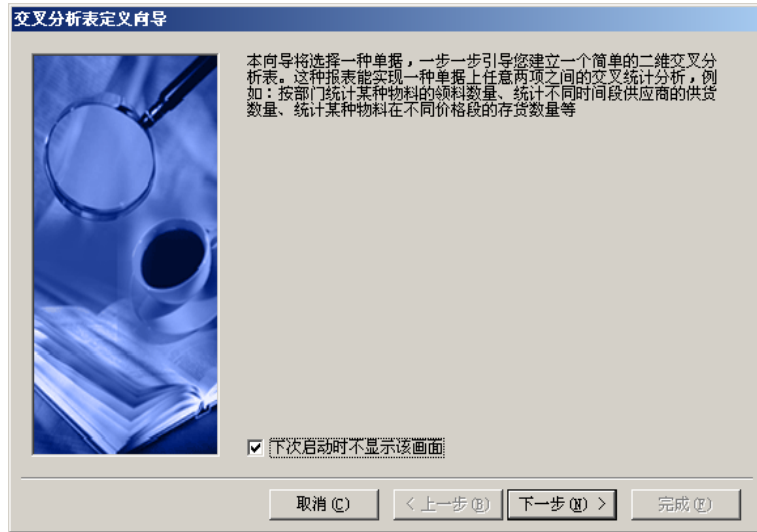 交叉分析表定义向导
本向导将选择一种单据，一步一步引导您建立一个简单的二维交叉分
析表。这种报表能实现一种单据上任意两项之间的交叉统计分析，例
如：按部门统计某种物料的领料数量、统计不同时间段供应商的供货
数量、统计某种物料在不同价格段的存货数量等
下次启动时不显示该画面
取消(C) < 上一步(B) 下一步(N) > 完成(F)